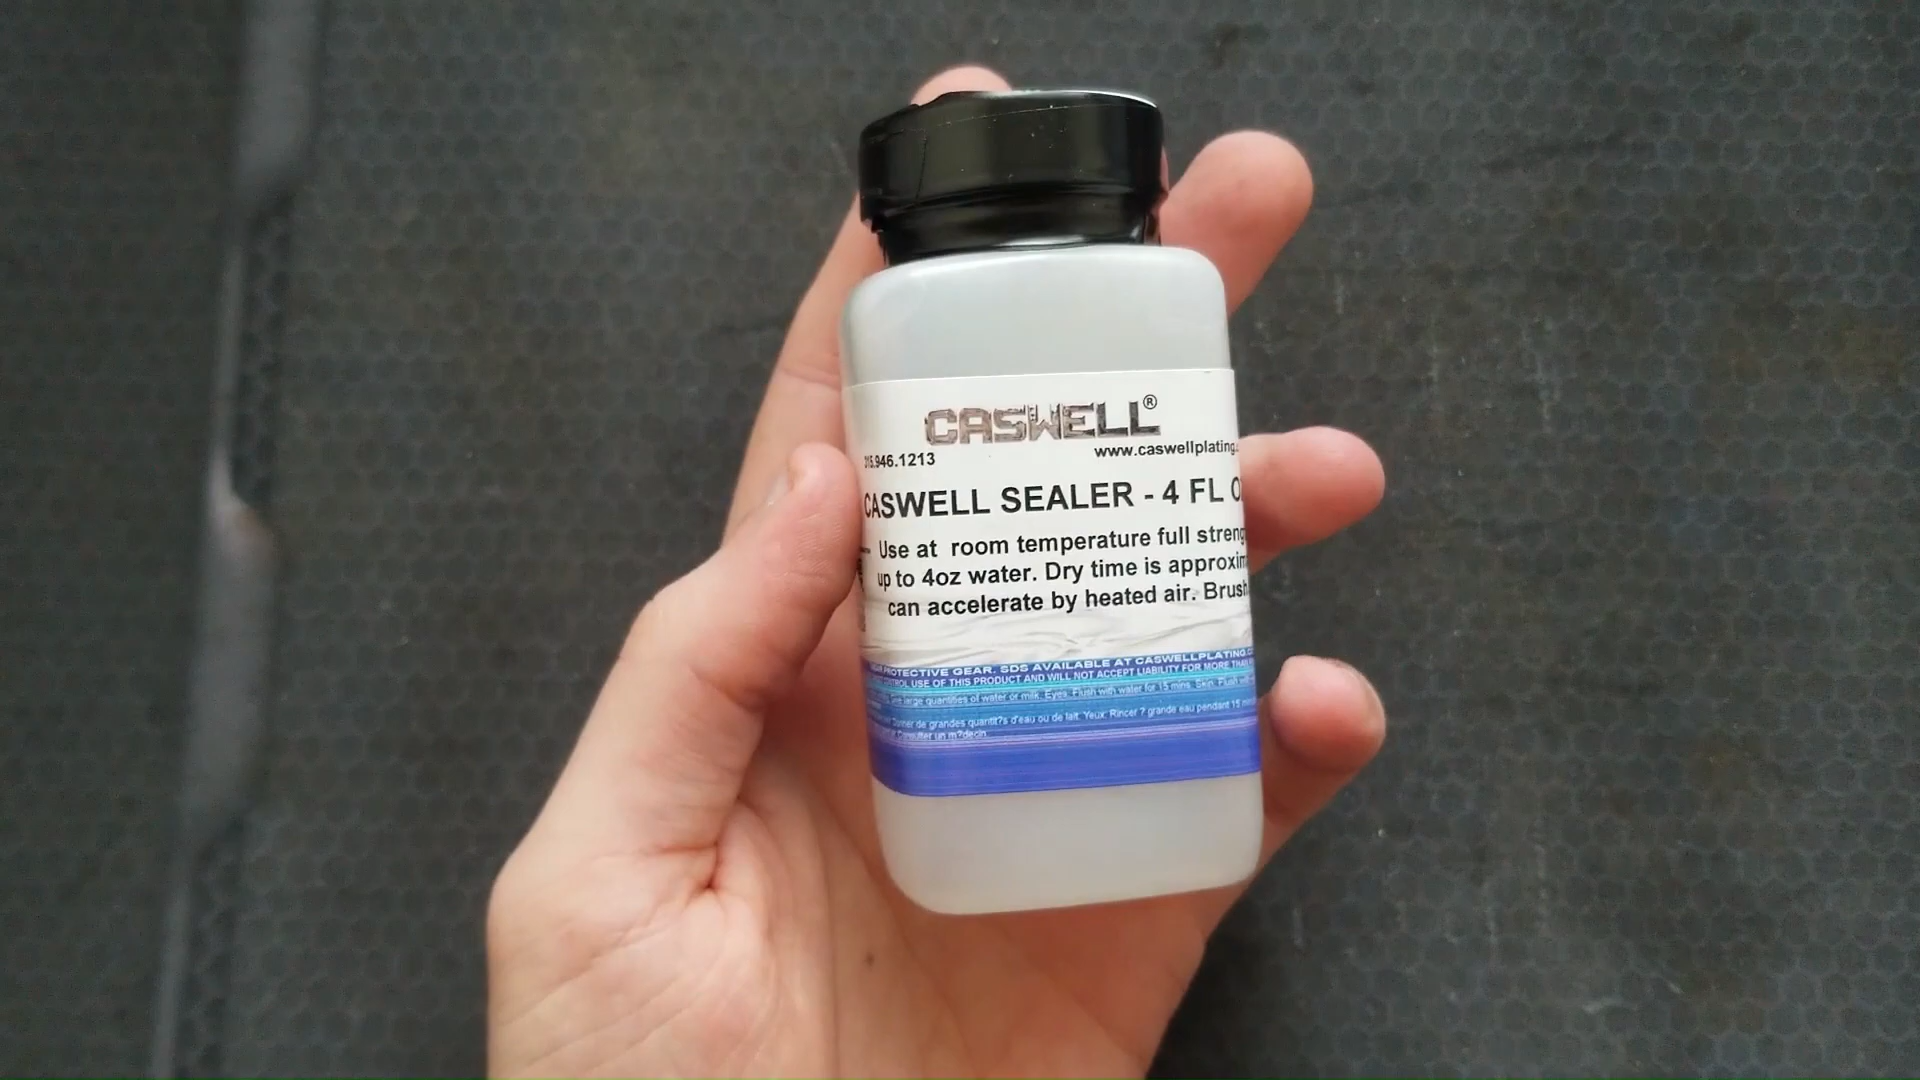 CASWELL®
315.946.1213
www.caswellplating.
CASWELL SEALER - 4 FL O
Use at room temperature full streng
up to 4oz water. Dry time is approxim
can accelerate by heated air. Brush
PROTECTIVE GEAR. SDS AVAILABLE AT CASWELLPLATING.C
CONTROL USE OF THIS PRODUCT AND WILL NOT ACCEPT LIABILITY FOR MORE THAN
large quantities of water or milk. Eyes: Flush with water for 15 mins. Skin: Flush with
Donner de grandes quantit?s d'eau ou de lait. Yeux: Rincer ? grande eau pendant 15 min
Consulter un m?decin